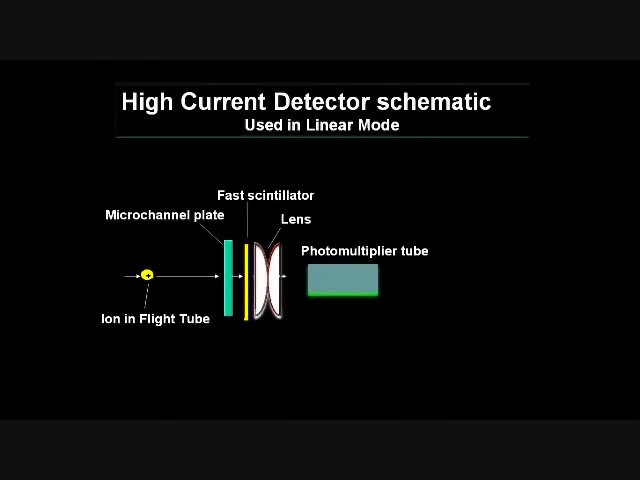 High Current Detector schematic
Used in Linear Mode
Fast scintillator
Microchannel plate
Lens
Photomultiplier tube
+
Ion in Flight Tube